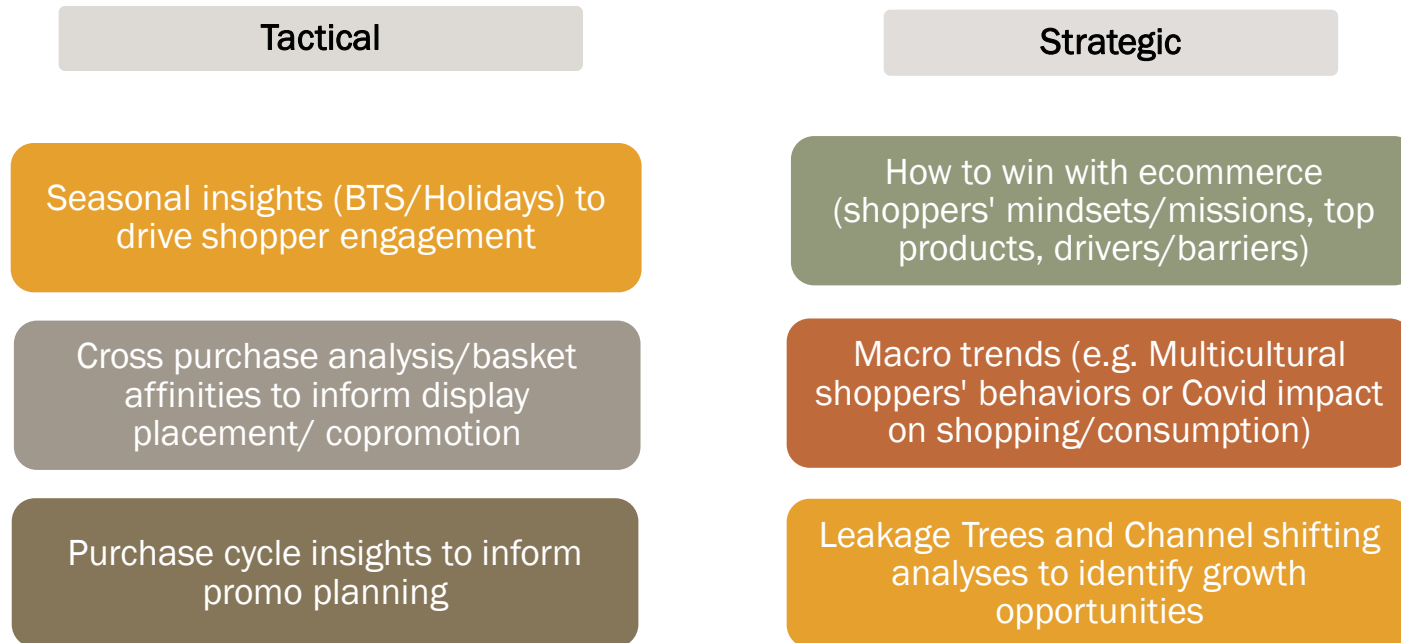 Tactical
Seasonal insights (BTS/Holidays) to
drive shopper engagement
Cross purchase analysis/basket
affinities to inform display
placement/ copromotion
Purchase cycle insights to inform
promo planning
Strategic
How to win with ecommerce
(shoppers' mindsets/missions, top
products, drivers/barriers)
Macro trends (e.g. Multicultural
shoppers' behaviors or Covid impact
on shopping/consumption)
Leakage Trees and Channel shifting
analyses to identify growth
opportunities